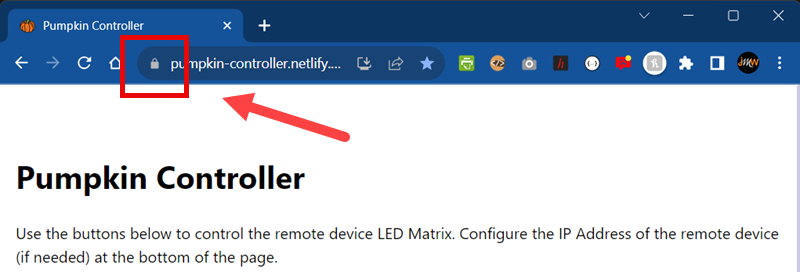 Pumpkin Controller
pumpkin-controller.netlify....
Pumpkin Controller
Use the buttons below to control the remote device LED Matrix. Configure the IP Address of the remote device
(if needed) at the bottom of the page.